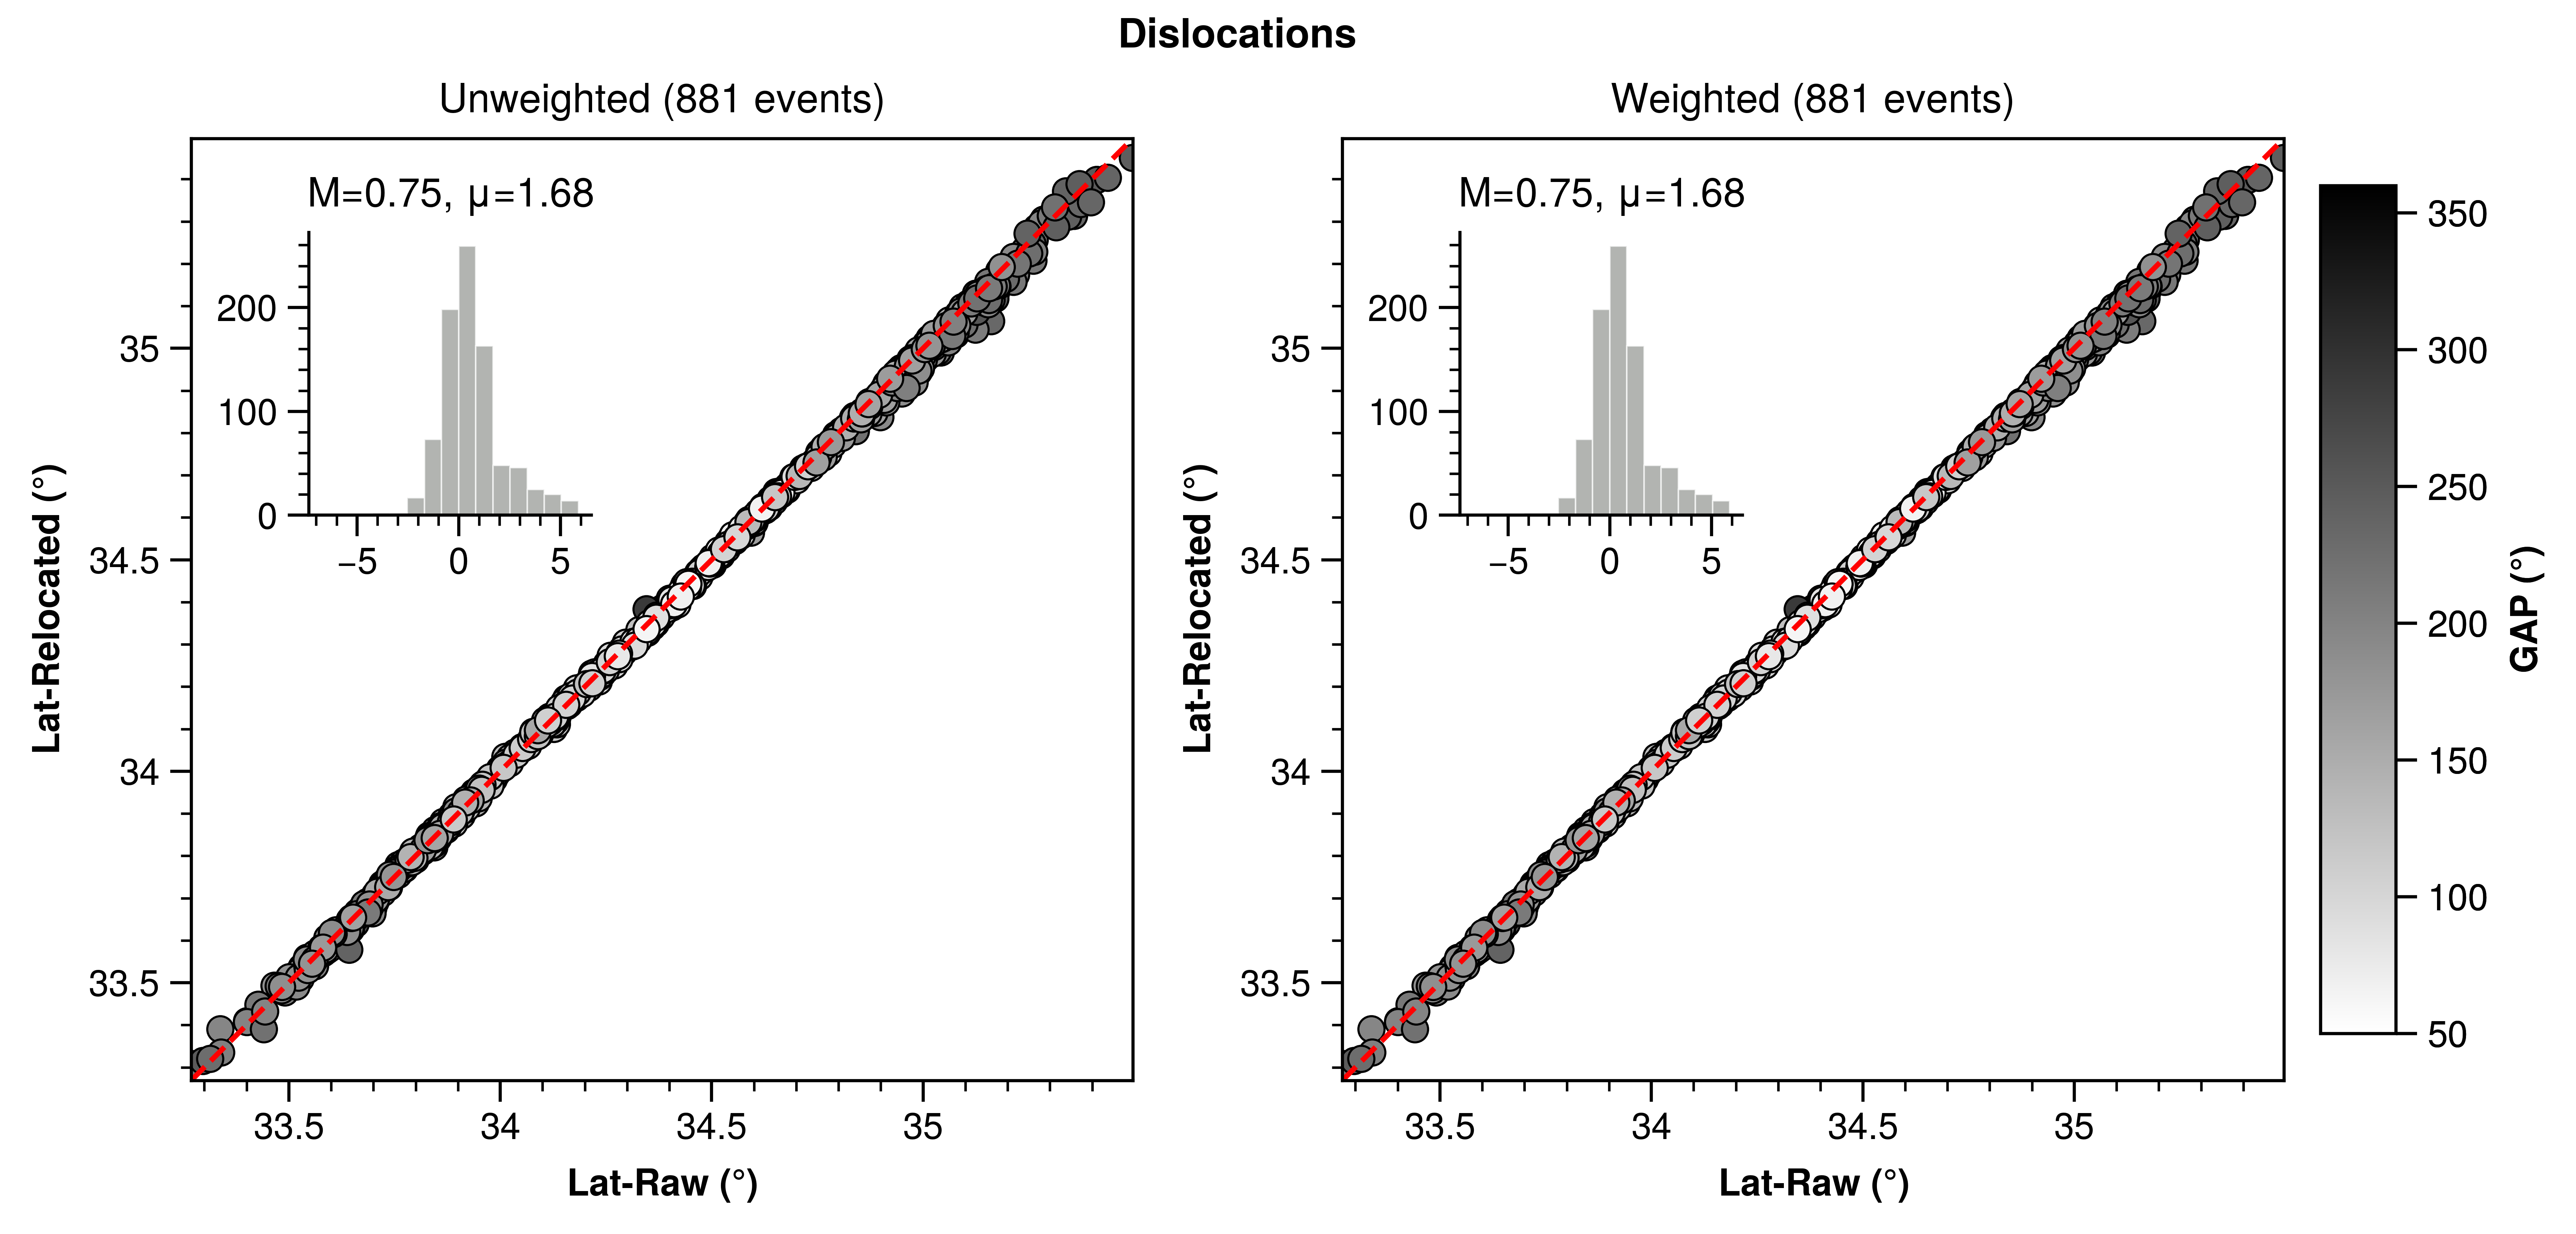 Dislocations
Unweighted (881 events)
M=0.75, μ=1.68
200
100
0
−5 0 5
35
34.5
34
33.5
33.5 34 34.5 35
Lat-Relocated (°)
Lat-Raw (°)
Weighted (881 events)
M=0.75, μ=1.68
200
100
0
−5 0 5
35
34.5
34
33.5
33.5 34 34.5 35
Lat-Relocated (°)
Lat-Raw (°)
350
300
250
200
150
100
50
GAP (°)